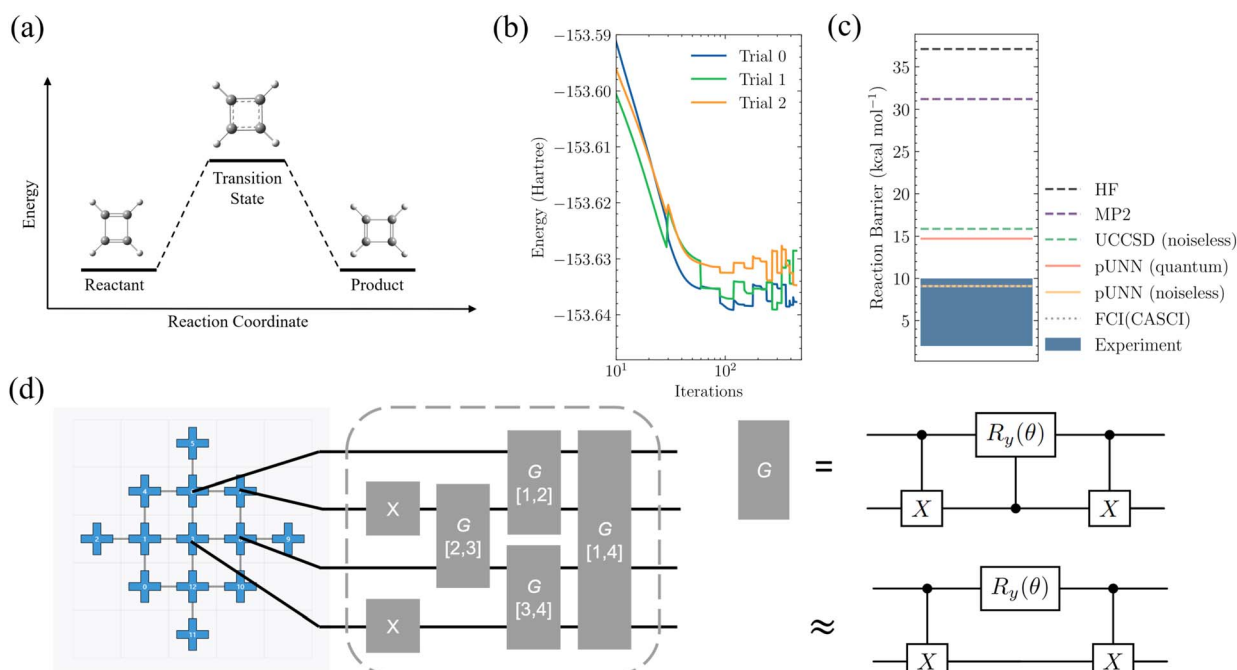 (a)
Energy
Transition
State
Reactant
Product
Reaction Coordinate
(b)
−153.59
−153.60
−153.61
−153.62
−153.63
−153.64
Energy (Hartree)
Trial 0
Trial 1
Trial 2
10¹
10²
Iterations
(c)
35
30
25
20
15
10
5
Reaction Barrier (kcal mol⁻¹)
HF
MP2
UCCSD (noiseless)
pUNN (quantum)
pUNN (noiseless)
FCI(CASCI)
Experiment
(d)
5
4
1
9
0 12 10
11
X
X
G
[2,3]
G
[1,2]
G
[3,4]
G
[1,4]
G
=
R_y(θ)
X
X
≈
R_y(θ)
X
X